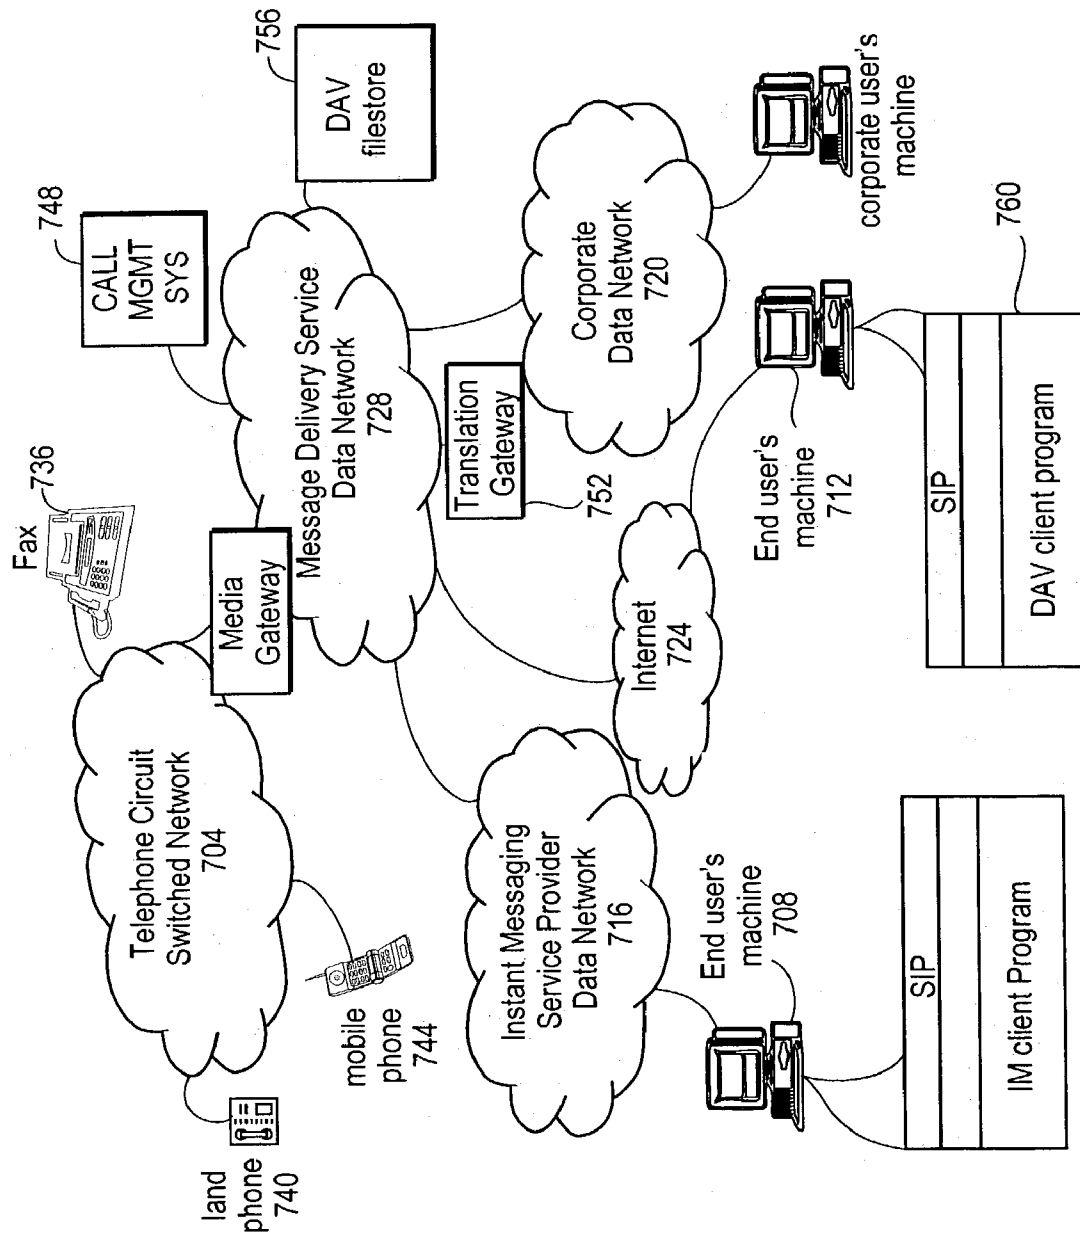 land
phone
740
Telephone Circuit
Switched Network
704
Fax
736
mobile
phone
744
Media
Gateway
CALL
MGMT
SYS
748
Message Delivery Service
Data Network
728
DAV
filestore
756
Translation
Gateway
752
Instant Messaging
Service Provider
Data Network
716
Corporate
Data Network
720
Internet
724
End user's
machine
708
End user's
machine
712
corporate user's
machine
SIP
IM client Program
SIP
DAV client program
760